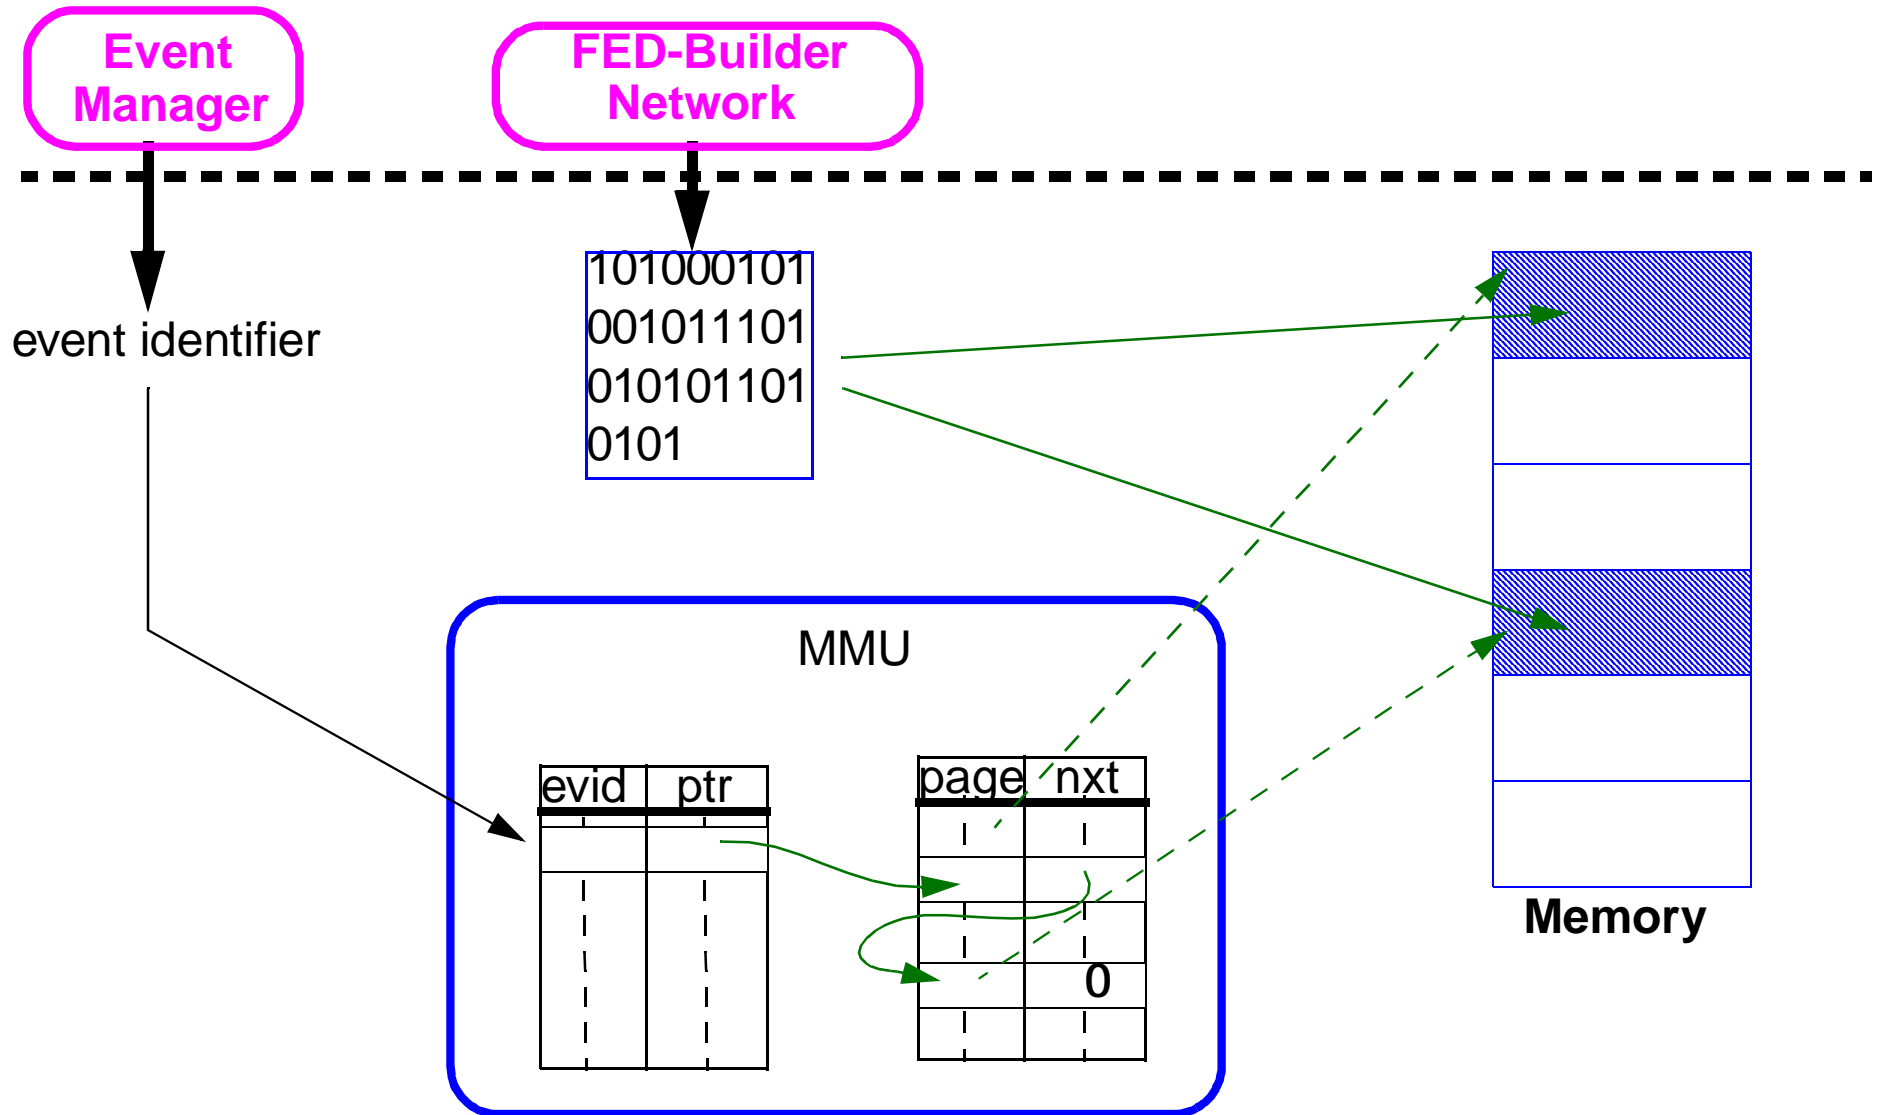 Event
Manager
FED-Builder
Network
event identifier
101000101
001011101
010101101
0101
MMU
evid ptr
page nxt
0
Memory